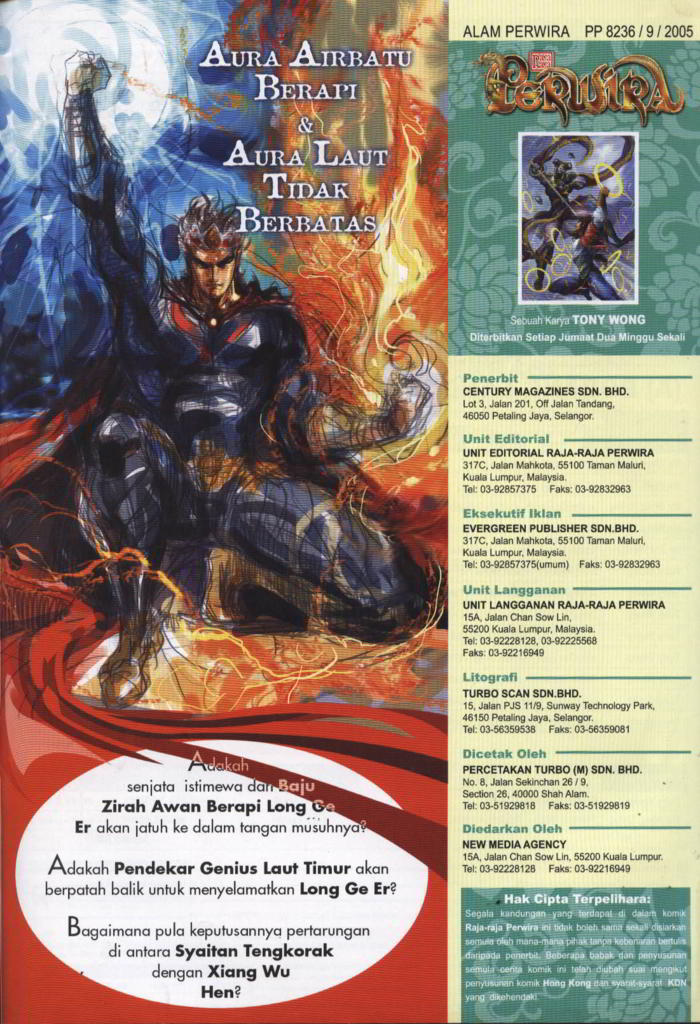 AURA AIRBATU
BERAPI
&
AURA LAUT
TIDAK
BERBATAS
Adakah
senjata istimewa dan Baju
Zirah Awan Berapi Long Ge
Er akan jatuh ke dalam tangan musuhnya?
Adakah Pendekar Genius Laut Timur akan
berpatah balik untuk menyelamatkan Long Ge Er?
Bagaimana pula keputusannya pertarungan
di antara Syaitan Tengkorak
dengan Xiang Wu
Hen?
ALAM PERWIRA PP 8236 / 9 / 2005
PERWIRA
Sebuah Karya TONY WONG
Diterbitkan Setiap Jumaat Dua Minggu Sekali
Penerbit
CENTURY MAGAZINES SDN. BHD.
Lot 3, Jalan 201, Off Jalan Tandang,
46050 Petaling Jaya, Selangor.
Unit Editorial
UNIT EDITORIAL RAJA-RAJA PERWIRA
317C, Jalan Mahkota, 55100 Taman Maluri,
Kuala Lumpur, Malaysia.
Tel: 03-92857375 Faks: 03-92832963
Eksekutif Iklan
EVERGREEN PUBLISHER SDN.BHD.
317C, Jalan Mahkota, 55100 Taman Maluri,
Kuala Lumpur, Malaysia.
Tel: 03-92857375(umum) Faks: 03-92832963
Unit Langganan
UNIT LANGGANAN RAJA-RAJA PERWIRA
15A, Jalan Chan Sow Lin,
55200 Kuala Lumpur, Malaysia.
Tel: 03-92228128, 03-92225568
Faks: 03-92216949
Litografi
TURBO SCAN SDN.BHD.
15, Jalan PJS 11/9, Sunway Technology Park,
46150 Petaling Jaya, Selangor.
Tel: 03-56359538 Faks: 03-56359081
Dicetak Oleh
PERCETAKAN TURBO (M) SDN. BHD.
No. 8, Jalan Sekinchan 26 / 9,
Section 26, 40000 Shah Alam.
Tel: 03-51929818 Faks: 03-51929819
Diedarkan Oleh
NEW MEDIA AGENCY
15A, Jalan Chan Sow Lin, 55200 Kuala Lumpur.
Tel: 03-92228128 Faks: 03-92216949
Hak Cipta Terpelihara:
Segala kandungan yang terdapat di dalam komik
Raja-raja Perwira ini tidak boleh sama sekali disiarkan
semula oleh mana-mana pihak tanpa kebenaran bertulis
daripada penerbit. Beberapa babak dan penyusunan
semula cerita komik ini telah diubah suai mengikut
penyusunan komik Hong Kong dan syarat-syarat KDN
yang dikehendaki.